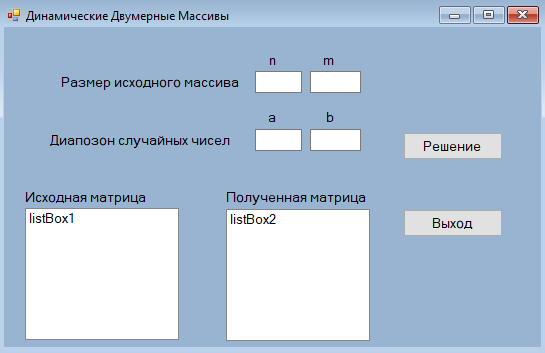 Динамические Двумерные Массивы
n m
Размер исходного массива
a b
Диапозон случайных чисел
Решение
Исходная матрица Полученная матрица
listBox1 listBox2
Выход